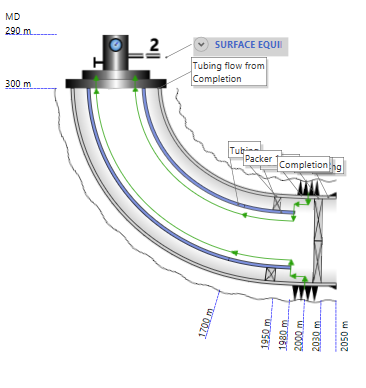 MD
290 m
2
SURFACE EQUI
Tubing flow from
Completion
300 m
Tubing
Packer
Completion
ng
1700 m
1950 m
1980 m
2000 m
2030 m
2050 m